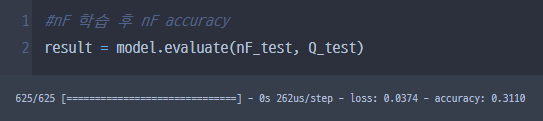 1 #nF 학습 후 nF accuracy
2 result = model.evaluate(nF_test, Q_test)
625/625 [==============================] - 0s 262us/step - loss: 0.0374 - accuracy: 0.3110